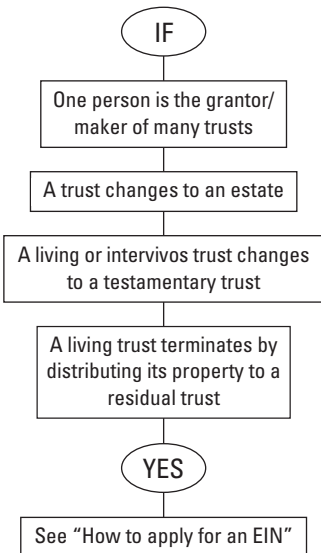 IF
One person is the grantor/
maker of many trusts
A trust changes to an estate
A living or intervivos trust changes
to a testamentary trust
A living trust terminates by
distributing its property to a
residual trust
YES
See “How to apply for an EIN”